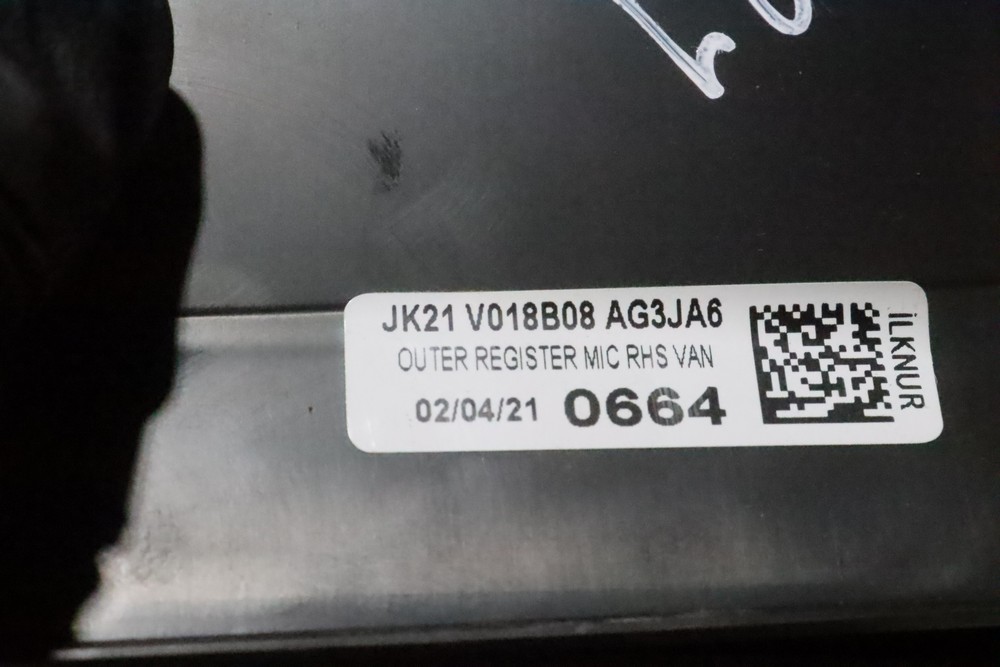 JK21 V018B08 AG3JA6
OUTER REGISTER MIC RHS VAN
02/04/21 0664
İLKNUR